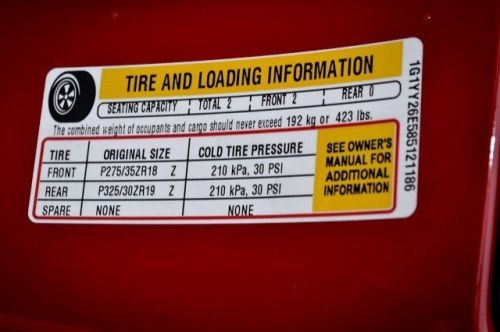 TIRE AND LOADING INFORMATION
SEATING CAPACITY TOTAL 2 FRONT 2 REAR 0
The combined weight of occupants and cargo should never exceed 192 kg or 423 lbs.
TIRE ORIGINAL SIZE COLD TIRE PRESSURE
FRONT P275/35ZR18 Z 210 kPa, 30 PSI
REAR P325/30ZR19 Z 210 kPa, 30 PSI
SPARE NONE NONE
SEE OWNER'S
MANUAL FOR
ADDITIONAL
INFORMATION
1G1YY26E585121186